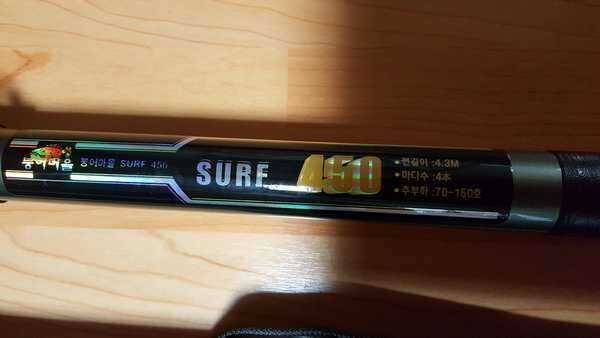 붕어마을
붕어마을 SURF 450
SURF 450
• 편길이 :4.3M
• 마디수 :4本
• 추부하 :70-150호